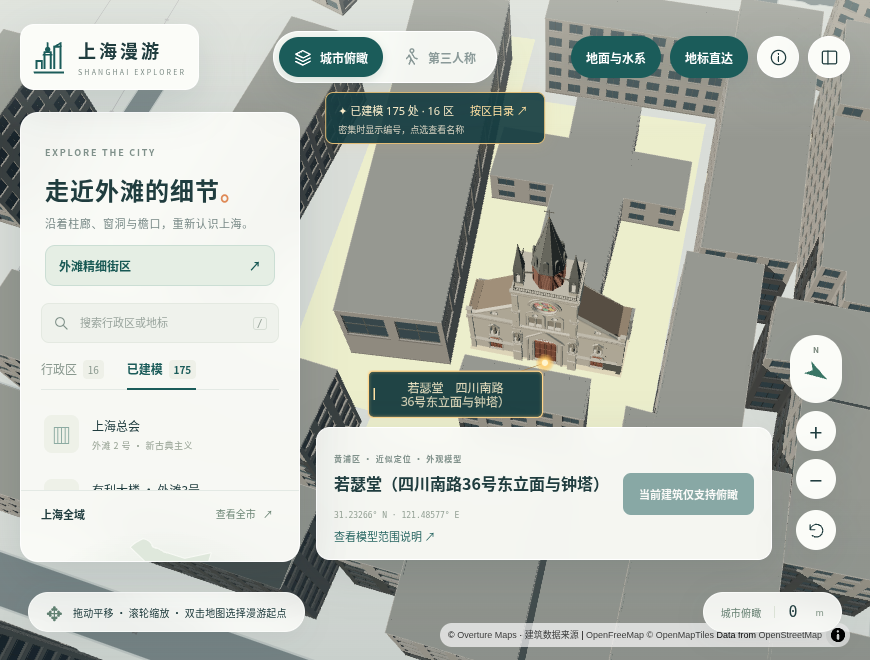 上海漫游
SHANGHAI EXPLORER
城市俯瞰
第三人称
地面与水系
地标直达
✦ 已建模 175 处 · 16 区 按区目录 ↗
密集时显示编号，点选查看名称
EXPLORE THE CITY
走近外滩的细节。
沿着柱廊、窗洞与檐口，重新认识上海。
外滩精细街区 ↗
搜索行政区或地标 /
行政区 16 已建模 175
上海总会
外滩 2 号 · 新古典主义
有利大楼 · 外滩3号
上海全域 查看全市 ↗
若瑟堂 四川南路
36号东立面与钟塔）
黄浦区 · 近似定位 · 外观模型
若瑟堂（四川南路36号东立面与钟塔）
31.23266° N · 121.48577° E
查看模型范围说明 ↗
当前建筑仅支持俯瞰
N
+
−
拖动平移 · 滚轮缩放 · 双击地图选择漫游起点
城市俯瞰 0 m
© Overture Maps · 建筑数据来源 | OpenFreeMap © OpenMapTiles Data from OpenStreetMap